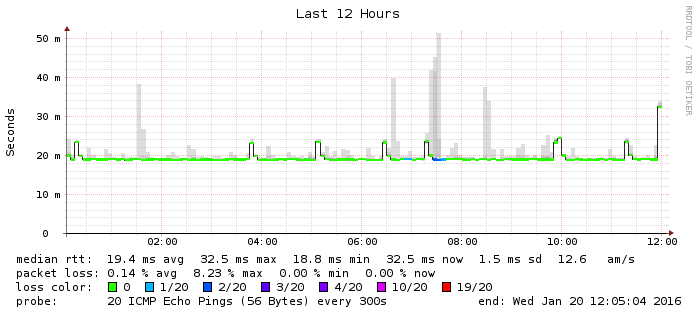 Last 12 Hours
RRDTOOL / TOBI OETIKER
Seconds
50 m
40 m
30 m
20 m
10 m
0
02:00 04:00 06:00 08:00 10:00 12:00
median rtt: 19.4 ms avg 32.5 ms max 18.8 ms min 32.5 ms now 1.5 ms sd 12.6 am/s
packet loss: 0.14 % avg 8.23 % max 0.00 % min 0.00 % now
loss color: 0 1/20 2/20 3/20 4/20 10/20 19/20
probe: 20 ICMP Echo Pings (56 Bytes) every 300s end: Wed Jan 20 12:05:04 2016